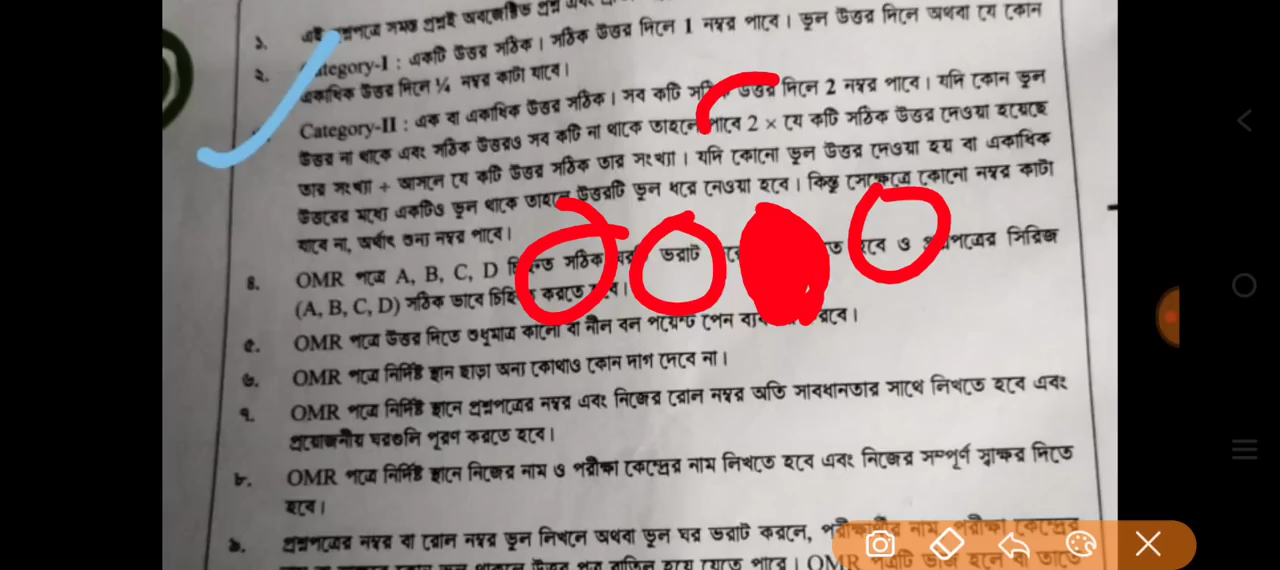 ১. এই প্রশ্নপত্রে সমস্ত প্রশ্নই অবজেক্টিভ প্রশ্ন এবং
২. Category-I : একটি উত্তর সঠিক। সঠিক উত্তর দিলে 1 নম্বর পাবে। ভুল উত্তর দিলে অথবা যে কোন
একাধিক উত্তর দিলে ¼ নম্বর কাটা যাবে।
Category-II : এক বা একাধিক উত্তর সঠিক। সব কটি সঠিক উত্তর দিলে 2 নম্বর পাবে। যদি কোন ভুল
উত্তর না থাকে এবং সঠিক উত্তরও সব কটি না থাকে তাহলে পাবে 2 × যে কটি সঠিক উত্তর দেওয়া হয়েছে
তার সংখ্যা ÷ আসলে যে কটি উত্তর সঠিক তার সংখ্যা। যদি কোনো ভুল উত্তর দেওয়া হয় বা একাধিক
উত্তরের মধ্যে একটিও ভুল থাকে তাহলে উত্তরটি ভুল ধরে নেওয়া হবে। কিন্তু সেক্ষেত্রে কোনো নম্বর কাটা
যাবে না, অর্থাৎ শুন্য নম্বর পাবে।
৪. OMR পত্রে A, B, C, D চিহ্নিত সঠিক ভরাট হবে ও প্রশ্নপত্রের সিরিজ
(A, B, C, D) সঠিক ভাবে চিহ্নিত করতে হবে।
৫. OMR পত্রে উত্তর দিতে শুধুমাত্র কালো বা নীল বল পয়েন্ট পেন ব্যবহার করবে।
৬. OMR পত্রে নির্দিষ্ট স্থান ছাড়া অন্য কোথাও কোন দাগ দেবে না।
৭. OMR পত্রে নির্দিষ্ট স্থানে প্রশ্নপত্রের নম্বর এবং নিজের রোল নম্বর অতি সাবধানতার সাথে লিখতে হবে এবং
প্রয়োজনীয় ঘরগুলি পূরণ করতে হবে।
৮. OMR পত্রে নির্দিষ্ট স্থানে নিজের নাম ও পরীক্ষা কেন্দ্রের নাম লিখতে হবে এবং নিজের সম্পূর্ণ স্বাক্ষর দিতে
হবে।
৯. প্রশ্নপত্রের নম্বর বা রোল নম্বর ভুল লিখলে অথবা ভুল ঘর ভরাট করলে, পরীক্ষার্থীর নাম, পরীক্ষা কেন্দ্রের